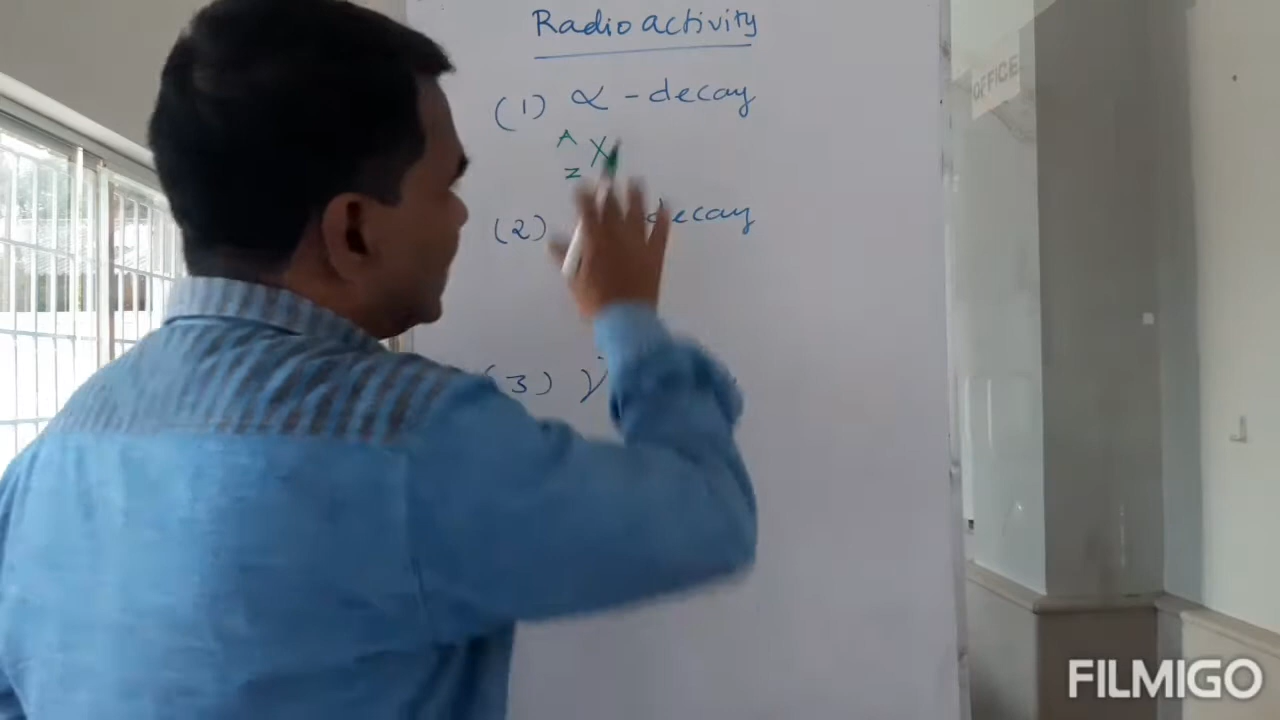 Radioactivity
(1) α - decay
A
Z X
(2) decay
(3) γ
OFFICE
FILMIGO